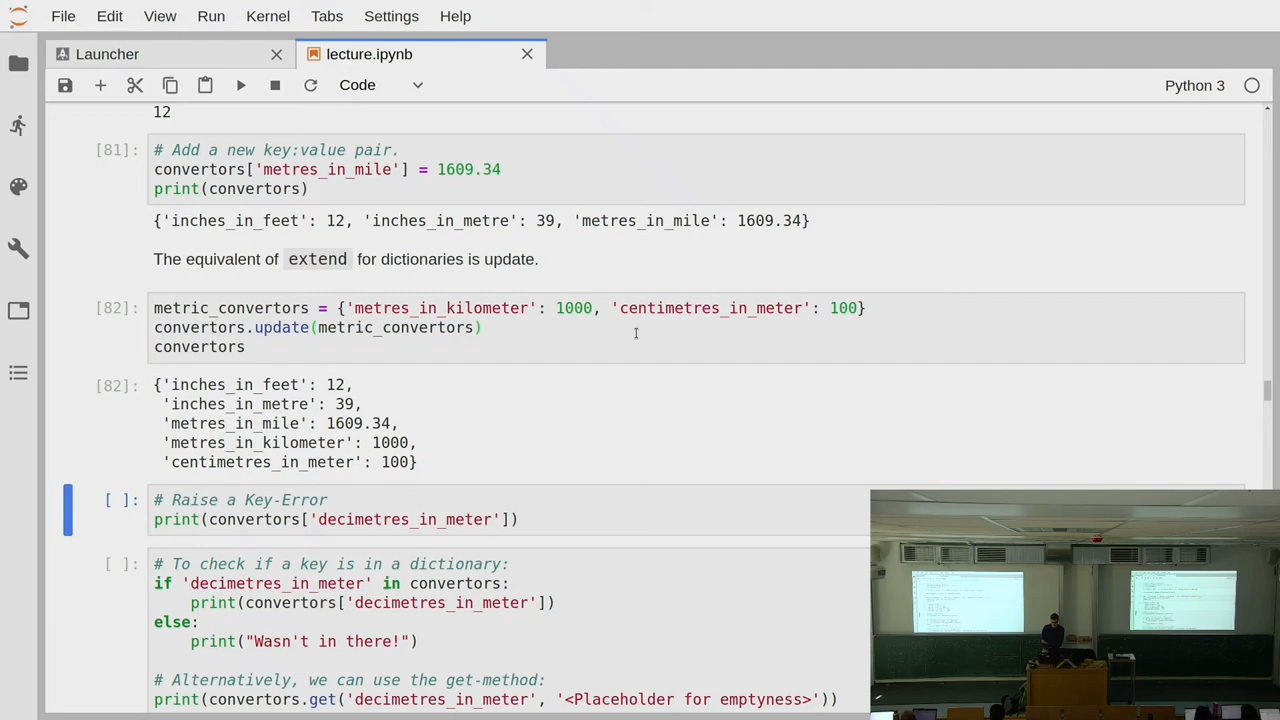 File Edit View Run Kernel Tabs Settings Help
Launcher lecture.ipynb
Code Python 3
12
[81]: # Add a new key:value pair.
convertors['metres_in_mile'] = 1609.34
print(convertors)
{'inches_in_feet': 12, 'inches_in_metre': 39, 'metres_in_mile': 1609.34}
The equivalent of extend for dictionaries is update.
[82]: metric_convertors = {'metres_in_kilometer': 1000, 'centimetres_in_meter': 100}
convertors.update(metric_convertors)
convertors
[82]: {'inches_in_feet': 12,
'inches_in_metre': 39,
'metres_in_mile': 1609.34,
'metres_in_kilometer': 1000,
'centimetres_in_meter': 100}
[ ]: # Raise a Key-Error
print(convertors['decimetres_in_meter'])
[ ]: # To check if a key is in a dictionary:
if 'decimetres_in_meter' in convertors:
print(convertors['decimetres_in_meter'])
else:
print("Wasn't in there!")
# Alternatively, we can use the get-method:
print(convertors.get('decimetres_in_meter', '<Placeholder for emptyness>'))